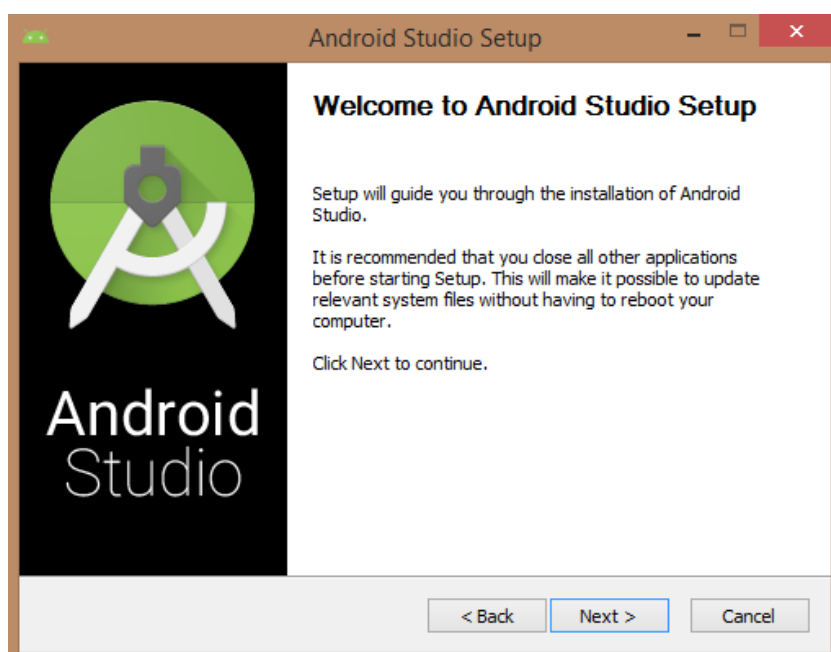 Android Studio Setup
Welcome to Android Studio Setup
Setup will guide you through the installation of Android
Studio.
It is recommended that you close all other applications
before starting Setup. This will make it possible to update
relevant system files without having to reboot your
computer.
Click Next to continue.
Android
Studio
< Back
Next >
Cancel